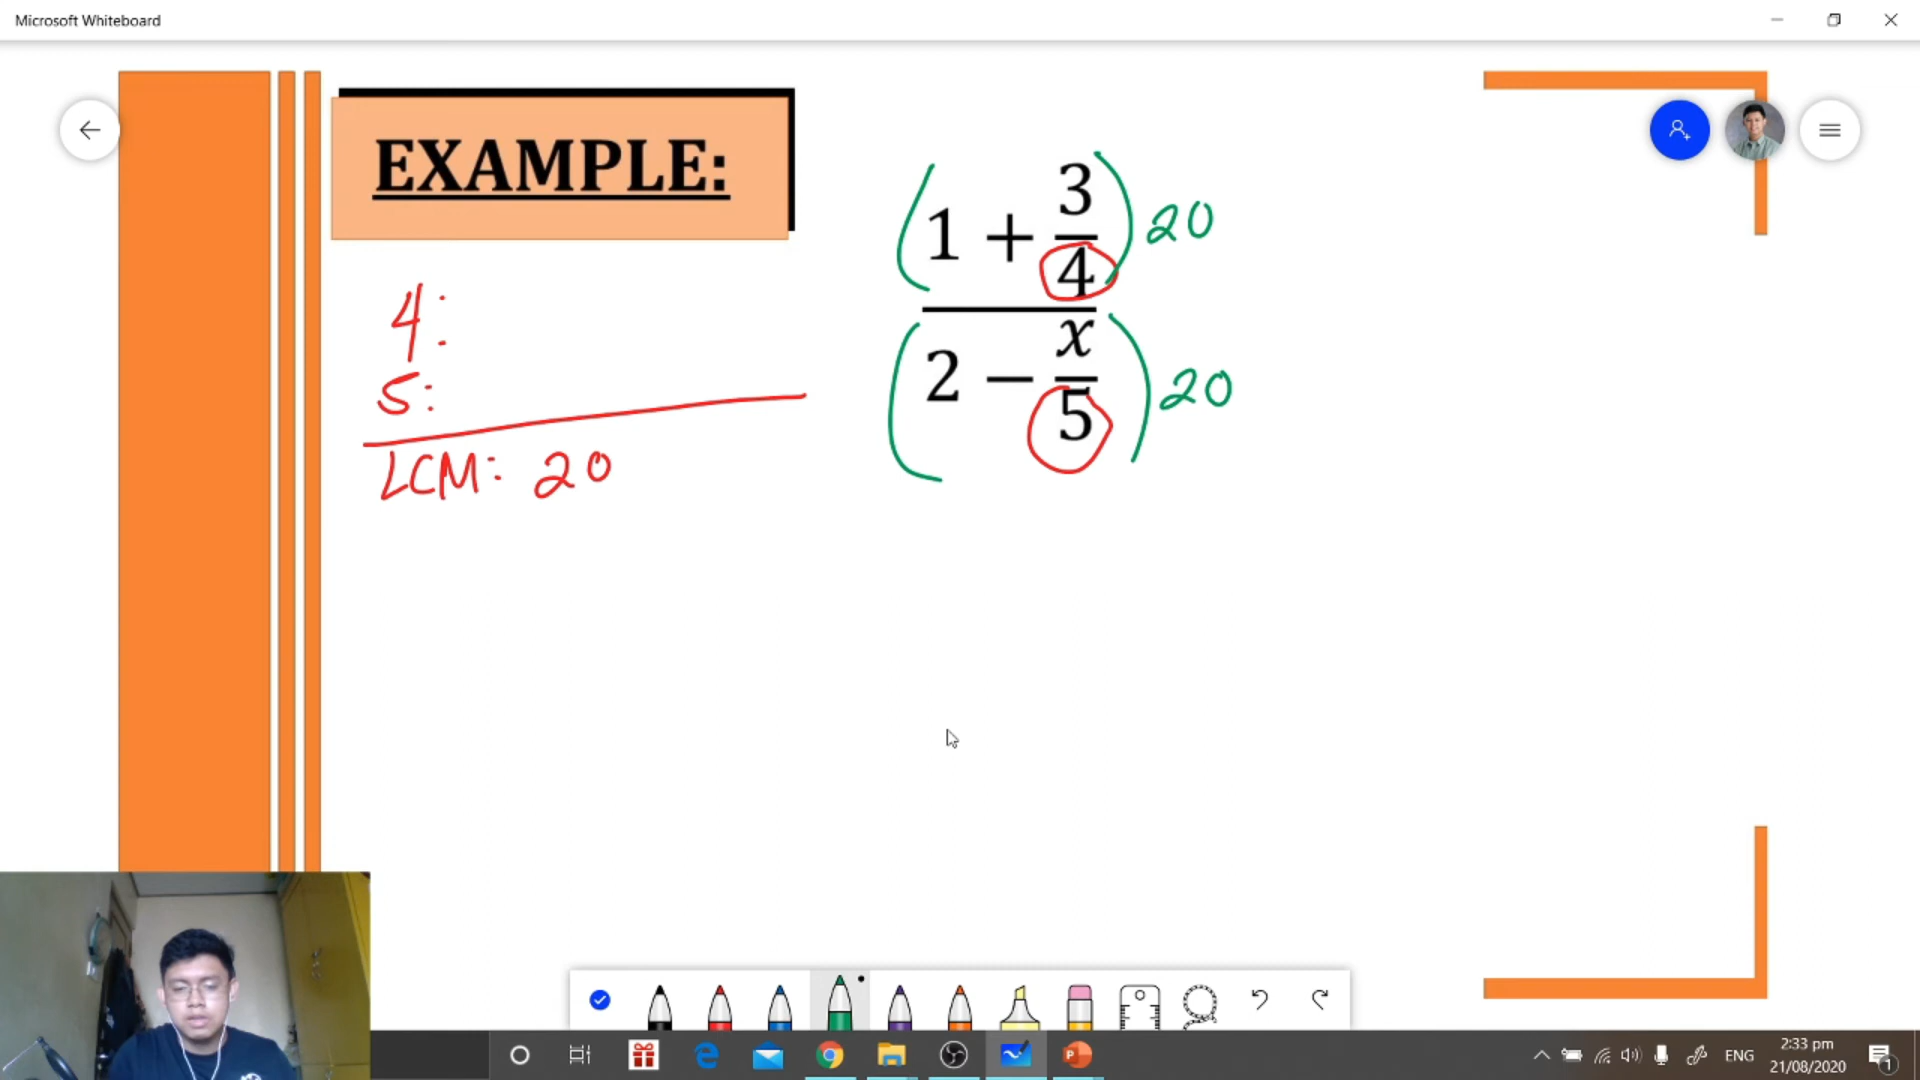 Microsoft Whiteboard
EXAMPLE:
4:
5:
LCM: 20
(1 + 3/4) 20
(2 − x/5) 20
ENG
2:33 pm
21/08/2020
1